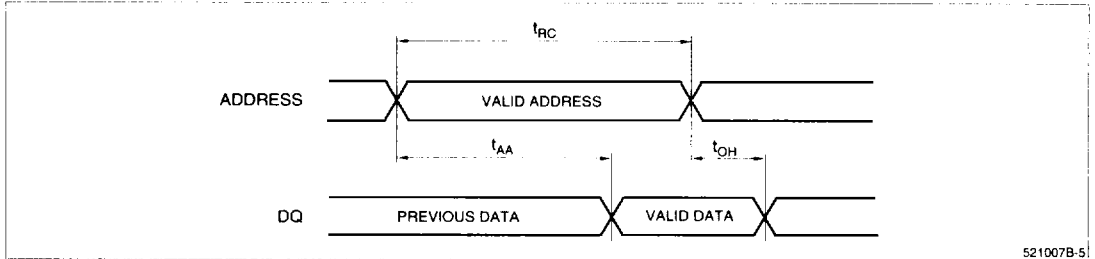 tRC
ADDRESS
VALID ADDRESS
tAA
tOH
DQ
PREVIOUS DATA
VALID DATA
521007B-5